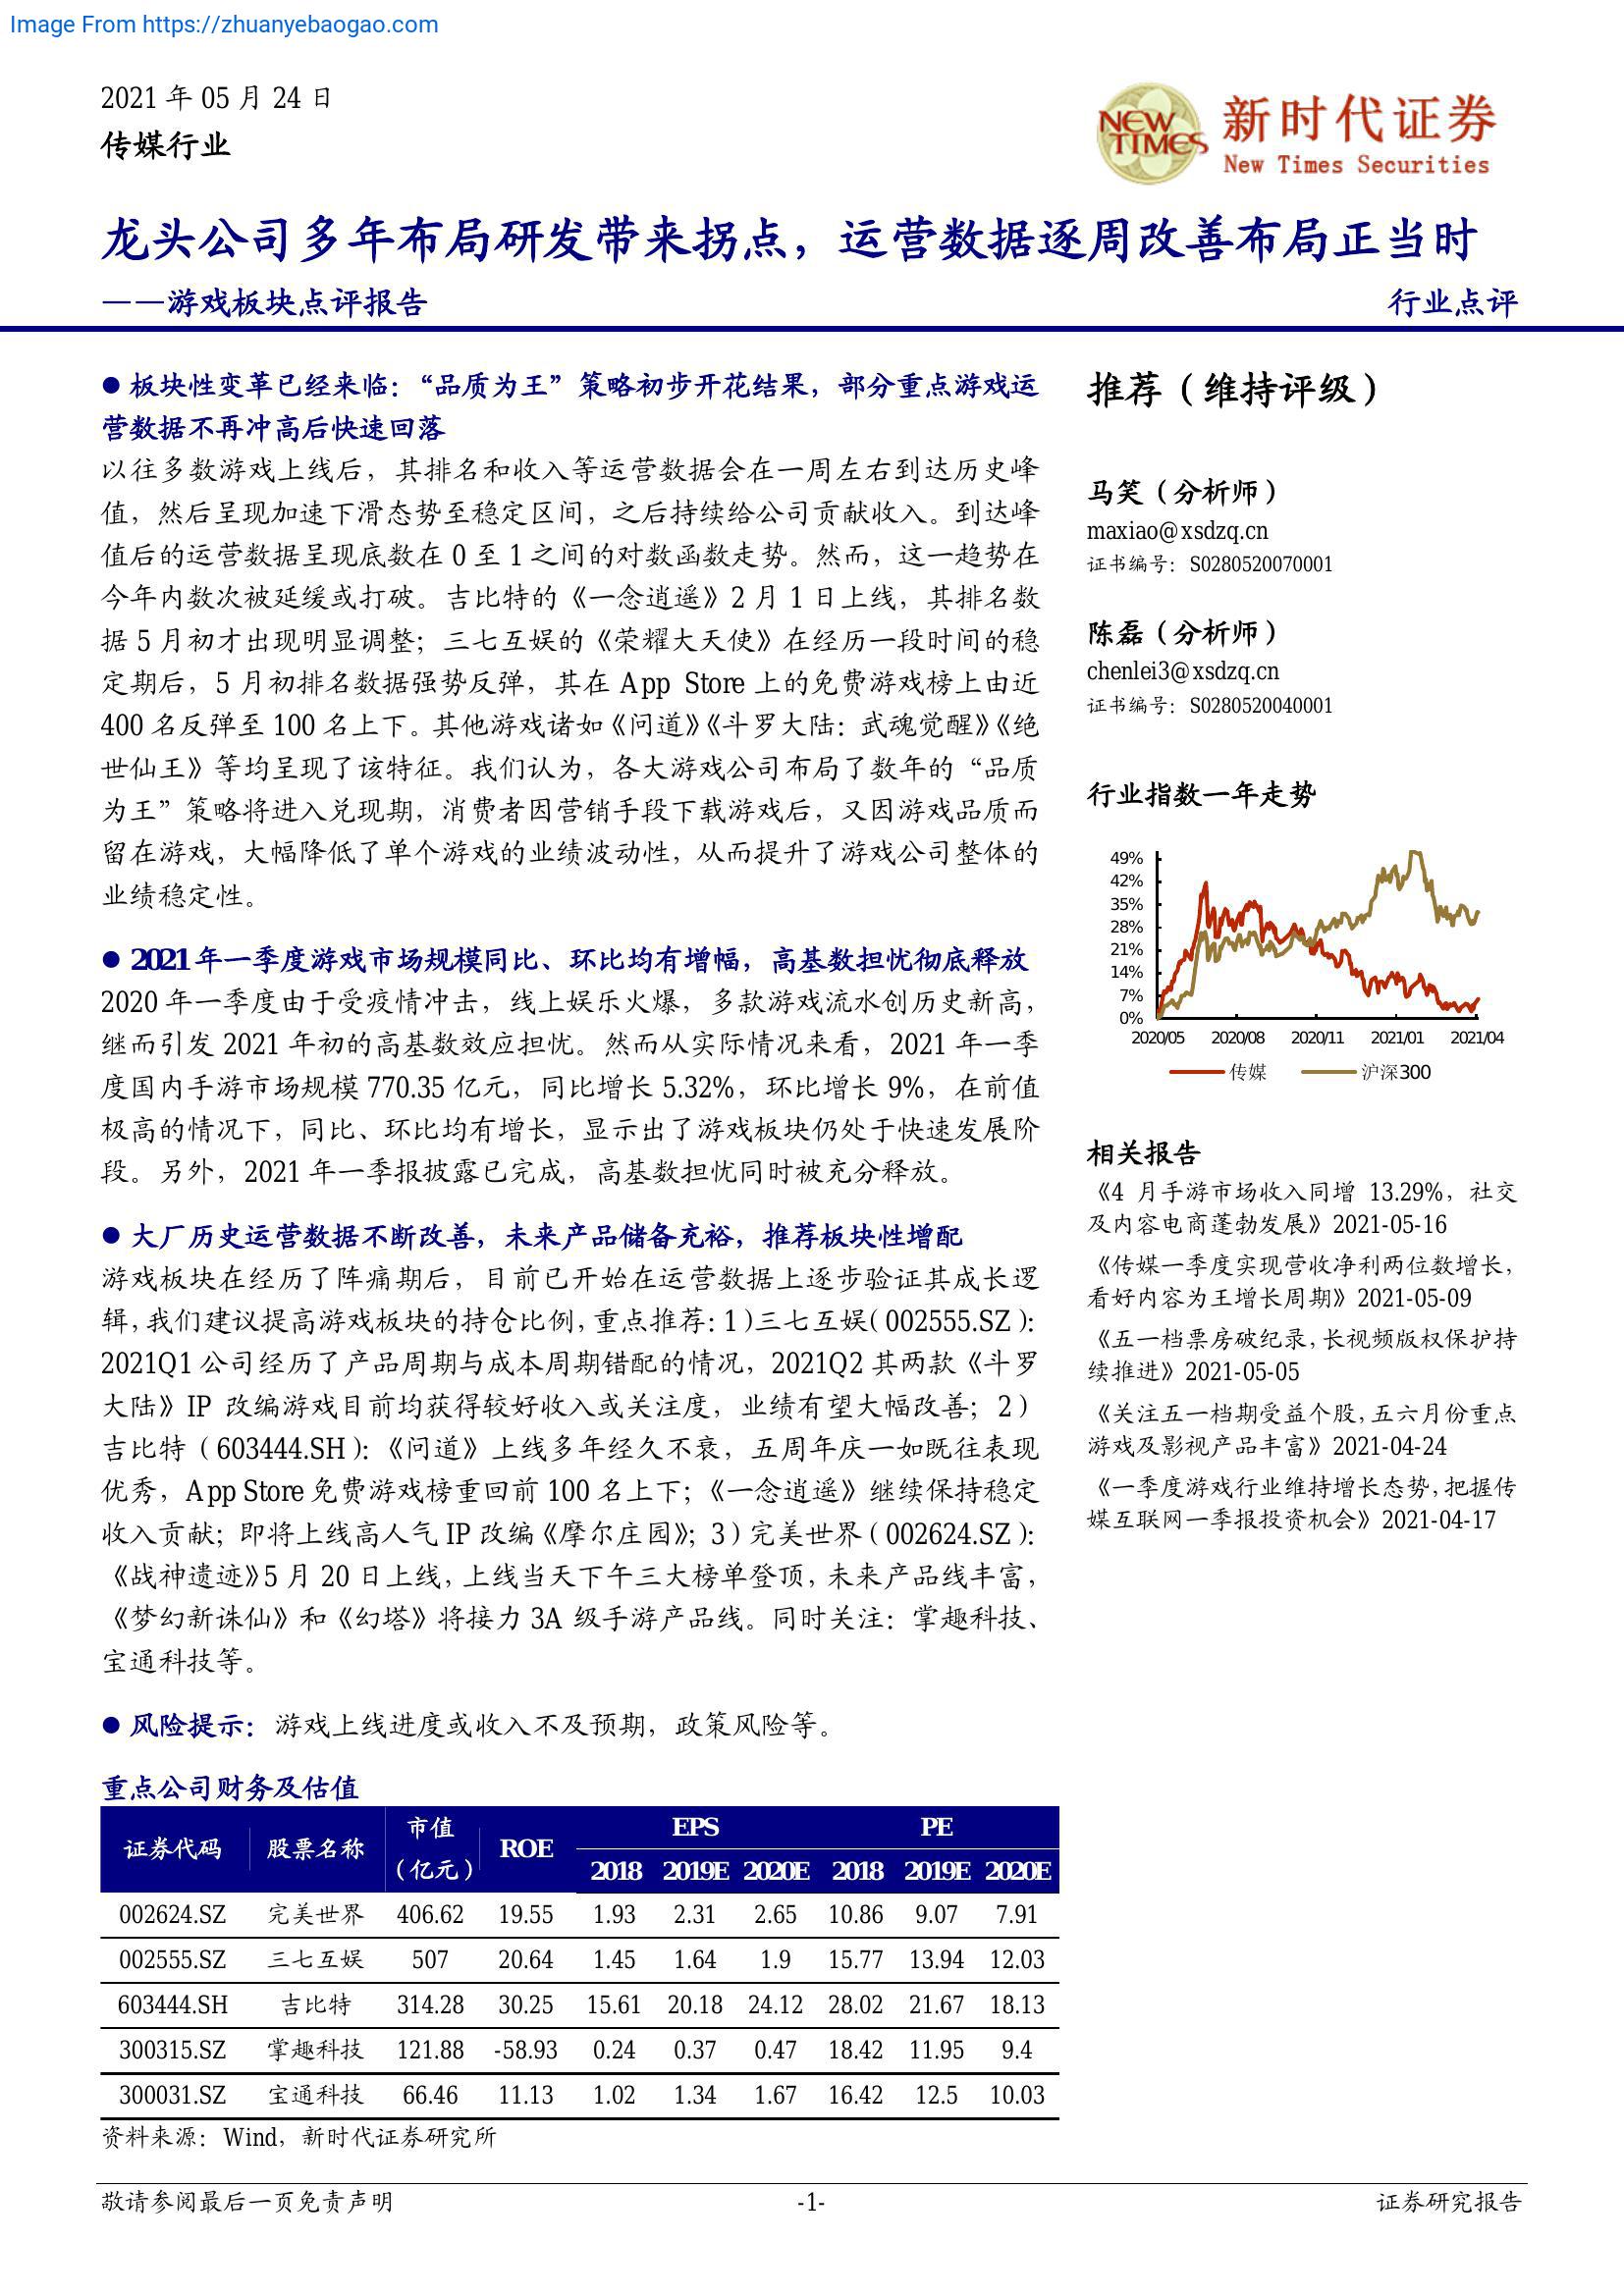 Image From https://zhuanyebaogao.com
2021 年 05 月 24 日
传媒行业
NEW TIMES
新时代证券
New Times Securities
龙头公司多年布局研发带来拐点，运营数据逐周改善布局正当时
——游戏板块点评报告
行业点评
● 板块性变革已经来临：“品质为王”策略初步开花结果，部分重点游戏运
营数据不再冲高后快速回落
以往多数游戏上线后，其排名和收入等运营数据会在一周左右到达历史峰
值，然后呈现加速下滑态势至稳定区间，之后持续给公司贡献收入。到达峰
值后的运营数据呈现底数在 0 至 1 之间的对数函数走势。然而，这一趋势在
今年内数次被延缓或打破。吉比特的《一念逍遥》2 月 1 日上线，其排名数
据 5 月初才出现明显调整；三七互娱的《荣耀大天使》在经历一段时间的稳
定期后，5 月初排名数据强势反弹，其在 App Store 上的免费游戏榜上由近
400 名反弹至 100 名上下。其他游戏诸如《问道》《斗罗大陆：武魂觉醒》《绝
世仙王》等均呈现了该特征。我们认为，各大游戏公司布局了数年的“品质
为王”策略将进入兑现期，消费者因营销手段下载游戏后，又因游戏品质而
留在游戏，大幅降低了单个游戏的业绩波动性，从而提升了游戏公司整体的
业绩稳定性。
● 2021 年一季度游戏市场规模同比、环比均有增幅，高基数担忧彻底释放
2020 年一季度由于受疫情冲击，线上娱乐火爆，多款游戏流水创历史新高，
继而引发 2021 年初的高基数效应担忧。然而从实际情况来看，2021 年一季
度国内手游市场规模 770.35 亿元，同比增长 5.32%，环比增长 9%，在前值
极高的情况下，同比、环比均有增长，显示出了游戏板块仍处于快速发展阶
段。另外，2021 年一季报披露已完成，高基数担忧同时被充分释放。
● 大厂历史运营数据不断改善，未来产品储备充裕，推荐板块性增配
游戏板块在经历了阵痛期后，目前已开始在运营数据上逐步验证其成长逻
辑，我们建议提高游戏板块的持仓比例，重点推荐：1）三七互娱（002555.SZ）：
2021Q1 公司经历了产品周期与成本周期错配的情况，2021Q2 其两款《斗罗
大陆》IP 改编游戏目前均获得较好收入或关注度，业绩有望大幅改善；2）
吉比特（603444.SH）：《问道》上线多年经久不衰，五周年庆一如既往表现
优秀，App Store 免费游戏榜重回前 100 名上下；《一念逍遥》继续保持稳定
收入贡献；即将上线高人气 IP 改编《摩尔庄园》；3）完美世界（002624.SZ）：
《战神遗迹》5 月 20 日上线，上线当天下午三大榜单登顶，未来产品线丰富，
《梦幻新诛仙》和《幻塔》将接力 3A 级手游产品线。同时关注：掌趣科技、
宝通科技等。
● 风险提示：游戏上线进度或收入不及预期，政策风险等。
重点公司财务及估值
证券代码 股票名称 市值（亿元） ROE EPS PE
2018 2019E 2020E 2018 2019E 2020E
002624.SZ 完美世界 406.62 19.55 1.93 2.31 2.65 10.86 9.07 7.91
002555.SZ 三七互娱 507 20.64 1.45 1.64 1.9 15.77 13.94 12.03
603444.SH 吉比特 314.28 30.25 15.61 20.18 24.12 28.02 21.67 18.13
300315.SZ 掌趣科技 121.88 -58.93 0.24 0.37 0.47 18.42 11.95 9.4
300031.SZ 宝通科技 66.46 11.13 1.02 1.34 1.67 16.42 12.5 10.03
资料来源：Wind，新时代证券研究所
推荐（维持评级）
马笑（分析师）
maxiao@xsdzq.cn
证书编号：S0280520070001
陈磊（分析师）
chenlei3@xsdzq.cn
证书编号：S0280520040001
行业指数一年走势
49%
42%
35%
28%
21%
14%
7%
0%
2020/05 2020/08 2020/11 2021/01 2021/04
传媒 沪深300
相关报告
《4 月手游市场收入同增 13.29%，社交
及内容电商蓬勃发展》2021-05-16
《传媒一季度实现营收净利两位数增长，
看好内容为王增长周期》2021-05-09
《五一档票房破纪录，长视频版权保护持
续推进》2021-05-05
《关注五一档期受益个股，五六月份重点
游戏及影视产品丰富》2021-04-24
《一季度游戏行业维持增长态势，把握传
媒互联网一季报投资机会》2021-04-17
敬请参阅最后一页免责声明
-1-
证券研究报告